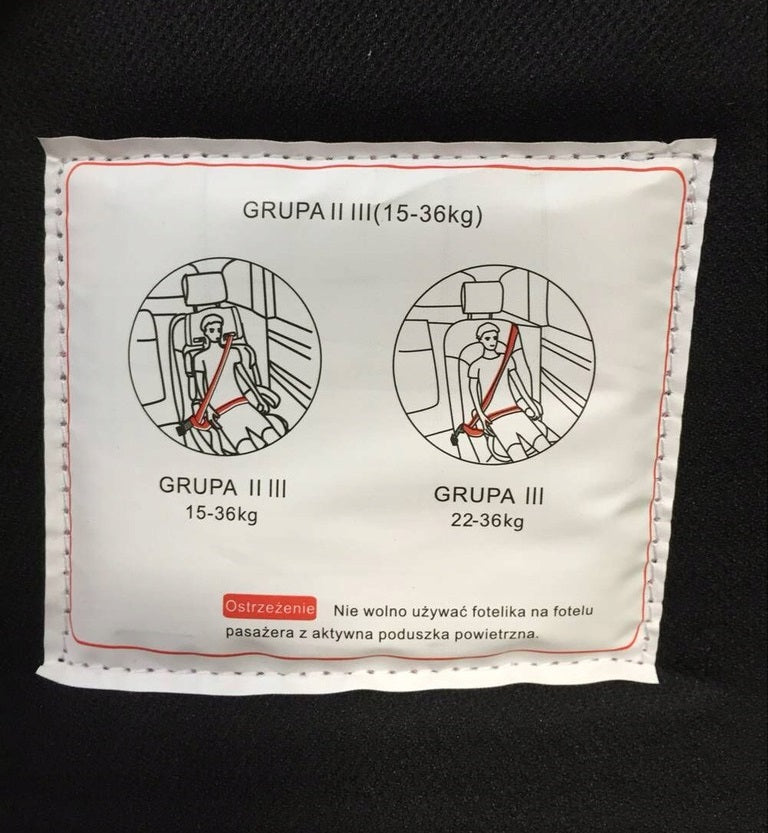 GRUPA II III(15-36kg)
GRUPA II III
15-36kg
GRUPA III
22-36kg
Ostrzeżenie Nie wolno używać fotelika na fotelu
pasażera z aktywna poduszka powietrzna.